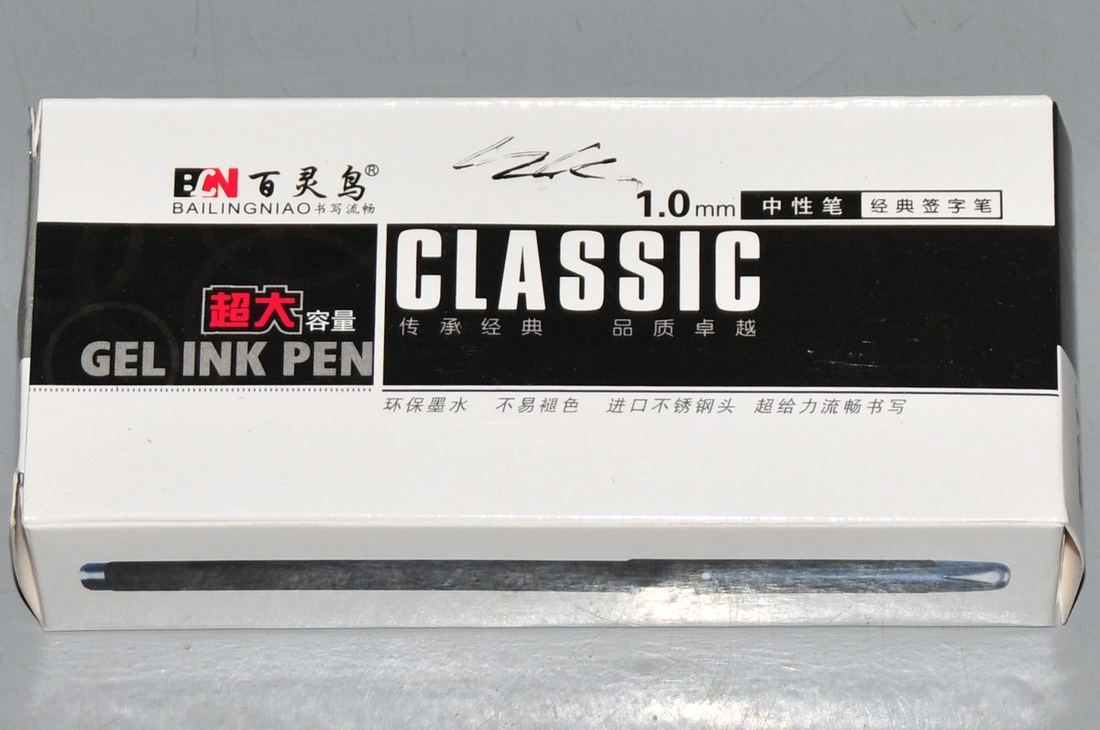 BCN 百灵鸟®
BAILINGNIAO 书写流畅
1.0mm 中性笔 经典签字笔
CLASSIC
传承经典 品质卓越
超大容量
GEL INK PEN
环保墨水 不易褪色 进口不锈钢头 超给力流畅书写